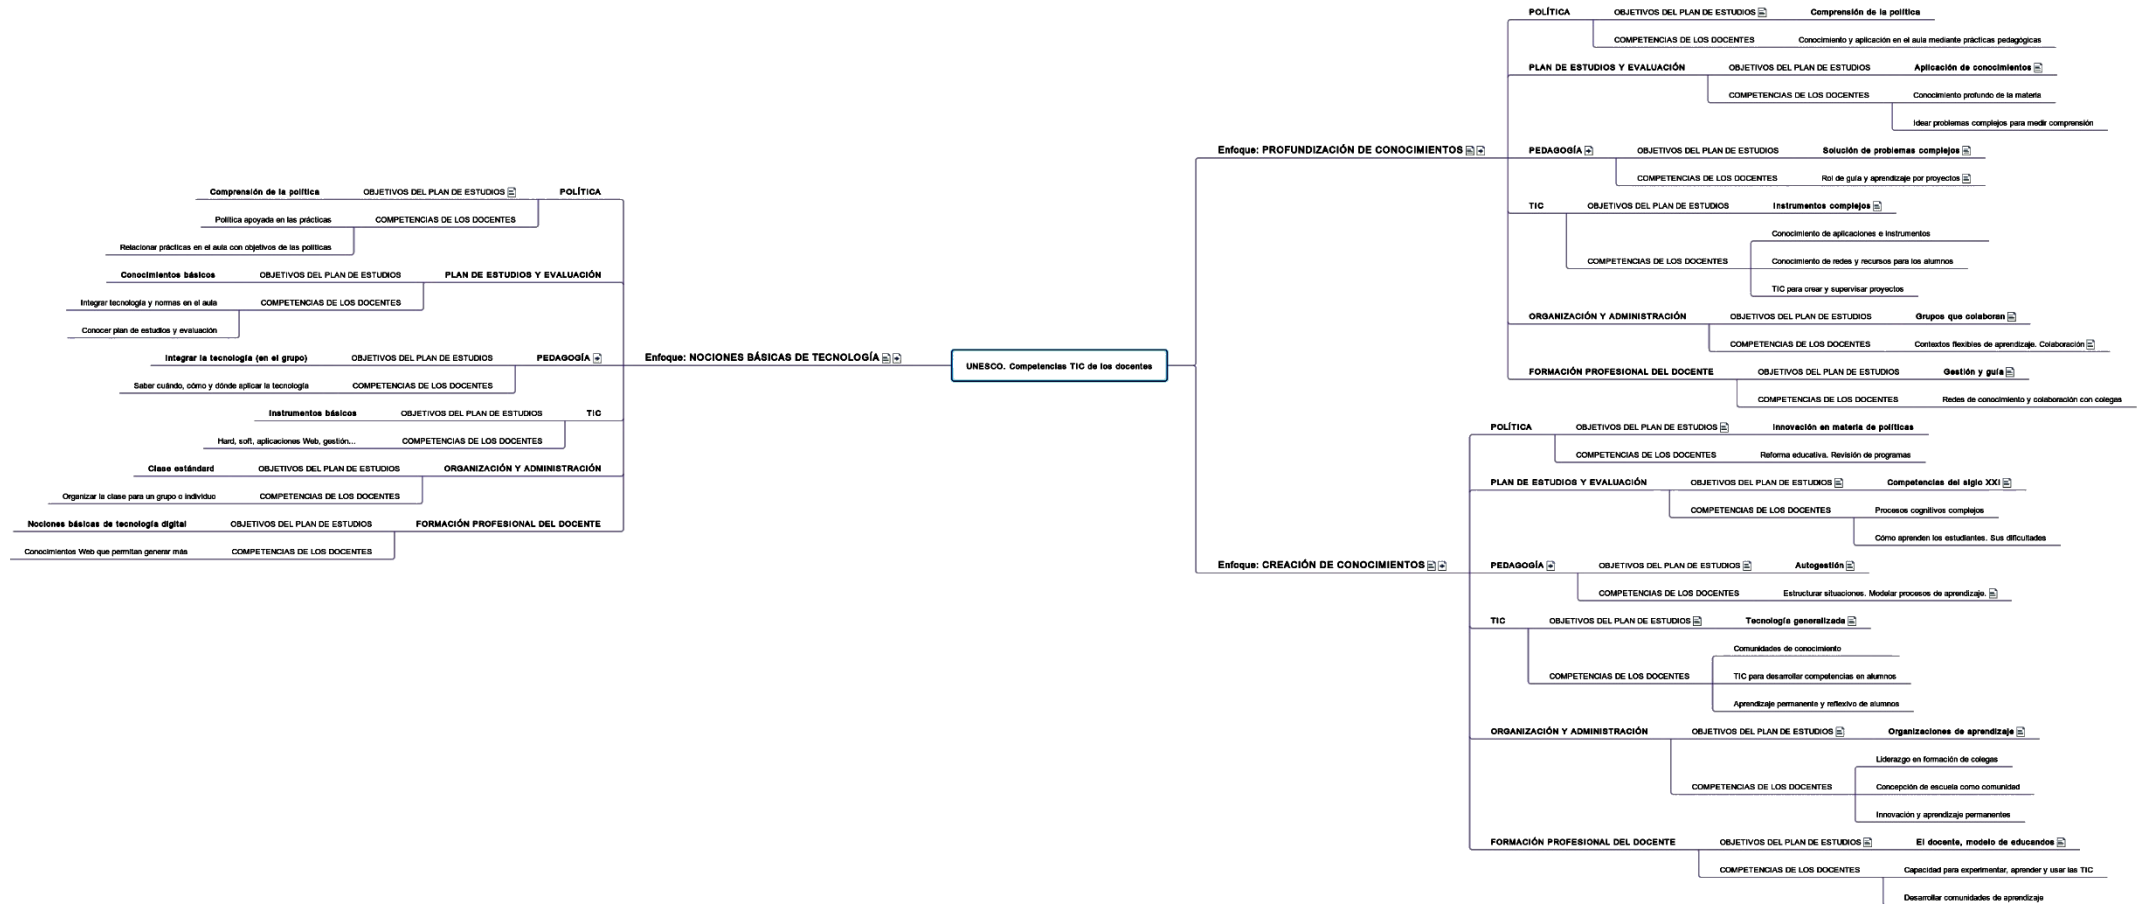 UNESCO. Competencias TIC de los docentes
Enfoque: NOCIONES BÁSICAS DE TECNOLOGÍA
POLÍTICA
OBJETIVOS DEL PLAN DE ESTUDIOS
Comprensión de la política
COMPETENCIAS DE LOS DOCENTES
Política apoyada en las prácticas
Relacionar prácticas en el aula con objetivos de las políticas
PLAN DE ESTUDIOS Y EVALUACIÓN
OBJETIVOS DEL PLAN DE ESTUDIOS
Conocimientos básicos
COMPETENCIAS DE LOS DOCENTES
Integrar tecnología y normas en el aula
Conocer plan de estudios y evaluación
PEDAGOGÍA
OBJETIVOS DEL PLAN DE ESTUDIOS
Integrar la tecnología (en el grupo)
COMPETENCIAS DE LOS DOCENTES
Saber cuándo, cómo y dónde aplicar la tecnología
TIC
OBJETIVOS DEL PLAN DE ESTUDIOS
Instrumentos básicos
COMPETENCIAS DE LOS DOCENTES
Hard, soft, aplicaciones Web, gestión...
ORGANIZACIÓN Y ADMINISTRACIÓN
OBJETIVOS DEL PLAN DE ESTUDIOS
Clase estándard
COMPETENCIAS DE LOS DOCENTES
Organizar la clase para un grupo o individuo
FORMACIÓN PROFESIONAL DEL DOCENTE
OBJETIVOS DEL PLAN DE ESTUDIOS
Nociones básicas de tecnología digital
COMPETENCIAS DE LOS DOCENTES
Conocimientos Web que permitan generar más
Enfoque: PROFUNDIZACIÓN DE CONOCIMIENTOS
POLÍTICA
OBJETIVOS DEL PLAN DE ESTUDIOS
Comprensión de la política
COMPETENCIAS DE LOS DOCENTES
Conocimiento y aplicación en el aula mediante prácticas pedagógicas
PLAN DE ESTUDIOS Y EVALUACIÓN
OBJETIVOS DEL PLAN DE ESTUDIOS
Aplicación de conocimientos
COMPETENCIAS DE LOS DOCENTES
Conocimiento profundo de la materia
Idear problemas complejos para medir comprensión
PEDAGOGÍA
OBJETIVOS DEL PLAN DE ESTUDIOS
Solución de problemas complejos
COMPETENCIAS DE LOS DOCENTES
Rol de guía y aprendizaje por proyectos
TIC
OBJETIVOS DEL PLAN DE ESTUDIOS
Instrumentos complejos
COMPETENCIAS DE LOS DOCENTES
Conocimiento de aplicaciones e instrumentos
Conocimiento de redes y recursos para los alumnos
TIC para crear y supervisar proyectos
ORGANIZACIÓN Y ADMINISTRACIÓN
OBJETIVOS DEL PLAN DE ESTUDIOS
Grupos que colaboran
COMPETENCIAS DE LOS DOCENTES
Contextos flexibles de aprendizaje. Colaboración
FORMACIÓN PROFESIONAL DEL DOCENTE
OBJETIVOS DEL PLAN DE ESTUDIOS
Gestión y guía
COMPETENCIAS DE LOS DOCENTES
Redes de conocimiento y colaboración con colegas
Enfoque: CREACIÓN DE CONOCIMIENTOS
POLÍTICA
OBJETIVOS DEL PLAN DE ESTUDIOS
Innovación en materia de políticas
COMPETENCIAS DE LOS DOCENTES
Reforma educativa. Revisión de programas
PLAN DE ESTUDIOS Y EVALUACIÓN
OBJETIVOS DEL PLAN DE ESTUDIOS
Competencias del siglo XXI
COMPETENCIAS DE LOS DOCENTES
Procesos cognitivos complejos
Cómo aprenden los estudiantes. Sus dificultades
PEDAGOGÍA
OBJETIVOS DEL PLAN DE ESTUDIOS
Autogestión
COMPETENCIAS DE LOS DOCENTES
Estructurar situaciones. Modelar procesos de aprendizaje.
TIC
OBJETIVOS DEL PLAN DE ESTUDIOS
Tecnología generalizada
COMPETENCIAS DE LOS DOCENTES
Comunidades de conocimiento
TIC para desarrollar competencias en alumnos
Aprendizaje permanente y reflexivo de alumnos
ORGANIZACIÓN Y ADMINISTRACIÓN
OBJETIVOS DEL PLAN DE ESTUDIOS
Organizaciones de aprendizaje
COMPETENCIAS DE LOS DOCENTES
Liderazgo en formación de colegas
Concepción de escuela como comunidad
Innovación y aprendizaje permanentes
FORMACIÓN PROFESIONAL DEL DOCENTE
OBJETIVOS DEL PLAN DE ESTUDIOS
El docente, modelo de educandos
COMPETENCIAS DE LOS DOCENTES
Capacidad para experimentar, aprender y usar las TIC
Desarrollar comunidades de aprendizaje